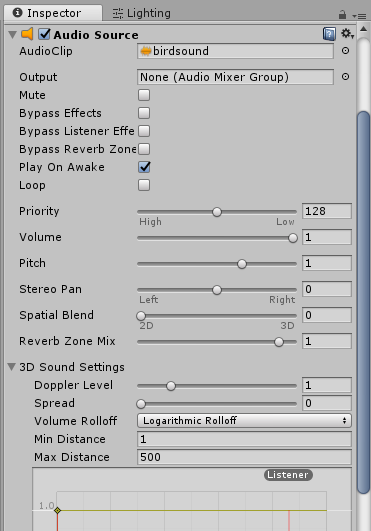 Inspector Lighting
Audio Source
AudioClip birdsound
Output None (Audio Mixer Group)
Mute
Bypass Effects
Bypass Listener Effe
Bypass Reverb Zone
Play On Awake
Loop
Priority 128
High Low
Volume 1
Pitch 1
Stereo Pan 0
Left Right
Spatial Blend 0
2D 3D
Reverb Zone Mix 1
3D Sound Settings
Doppler Level 1
Spread 0
Volume Rolloff Logarithmic Rolloff
Min Distance 1
Max Distance 500
Listener
1.0